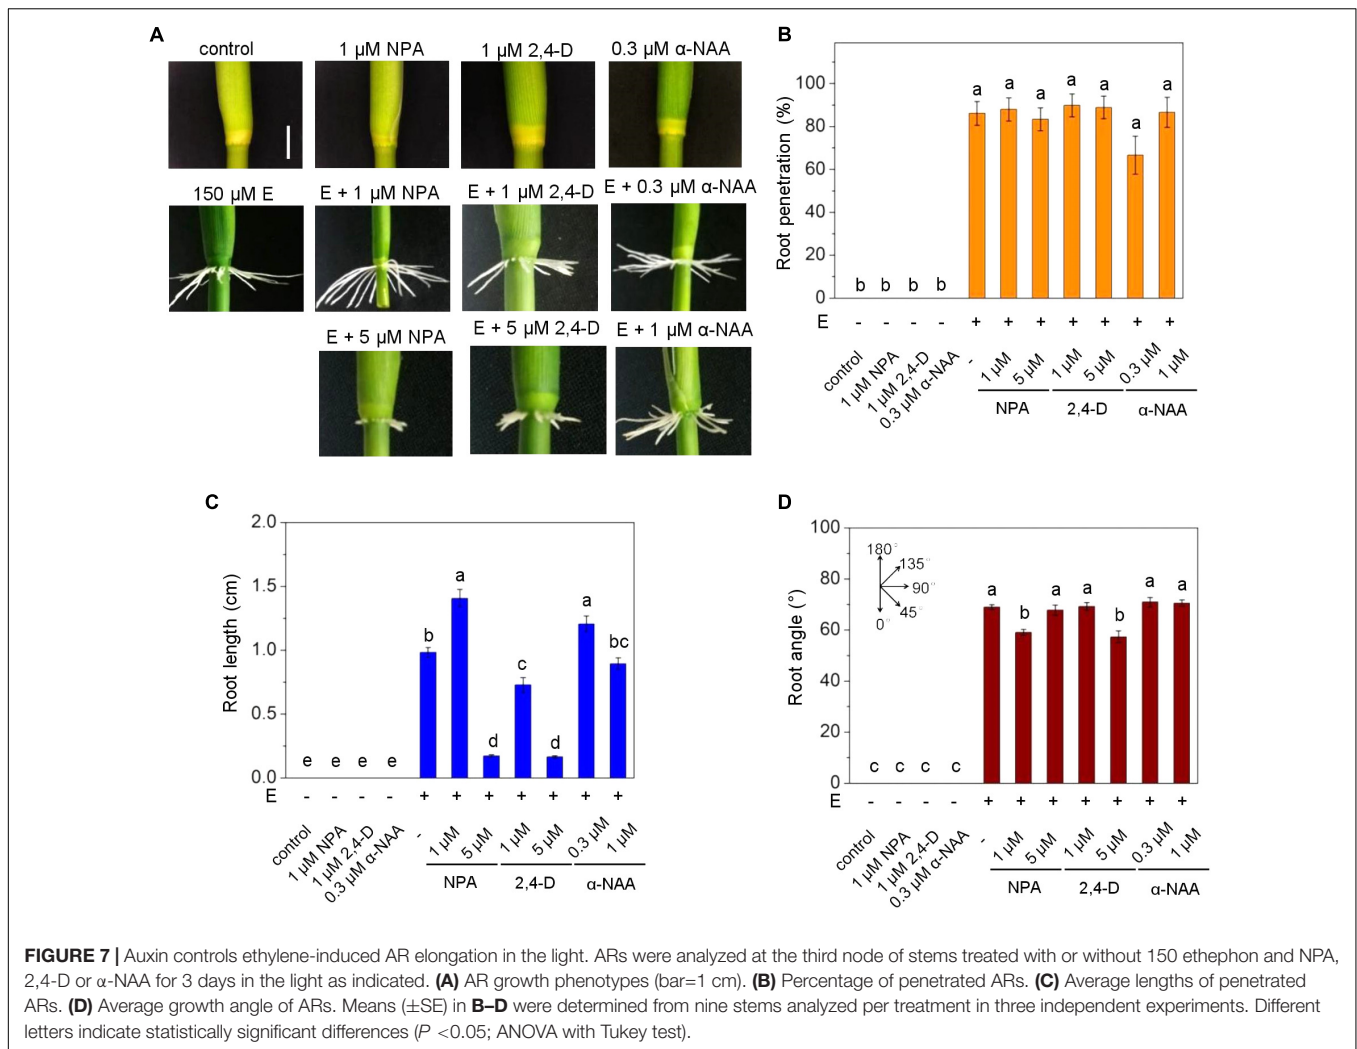 A
control
1 µM NPA
1 µM 2,4-D
0.3 µM α-NAA
150 µM E
E + 1 µM NPA
E + 1 µM 2,4-D
E + 0.3 µM α-NAA
E + 5 µM NPA
E + 5 µM 2,4-D
E + 1 µM α-NAA
B
Root penetration (%)
100
80
60
40
20
0
b b b b a a a a a a a
E - - - - + + + + + + +
control
1 µM NPA
1 µM 2,4-D
0.3 µM α-NAA
-
1 µM
5 µM
1 µM
5 µM
0.3 µM
1 µM
NPA
2,4-D
α-NAA
C
Root length (cm)
2.0
1.5
1.0
0.5
0.0
e e e e b a d c d a bc
E - - - - + + + + + + +
control
1 µM NPA
1 µM 2,4-D
0.3 µM α-NAA
-
1 µM
5 µM
1 µM
5 µM
0.3 µM
1 µM
NPA
2,4-D
α-NAA
D
Root angle (°)
100
80
60
40
20
0
180°
135°
90°
45°
0°
c c c c a b a a b a a
E - - - - + + + + + + +
control
1 µM NPA
1 µM 2,4-D
0.3 µM α-NAA
-
1 µM
5 µM
1 µM
5 µM
0.3 µM
1 µM
NPA
2,4-D
α-NAA
FIGURE 7 | Auxin controls ethylene-induced AR elongation in the light. ARs were analyzed at the third node of stems treated with or without 150 ethephon and NPA,
2,4-D or α-NAA for 3 days in the light as indicated. (A) AR growth phenotypes (bar=1 cm). (B) Percentage of penetrated ARs. (C) Average lengths of penetrated
ARs. (D) Average growth angle of ARs. Means (±SE) in B–D were determined from nine stems analyzed per treatment in three independent experiments. Different
letters indicate statistically significant differences (P <0.05; ANOVA with Tukey test).